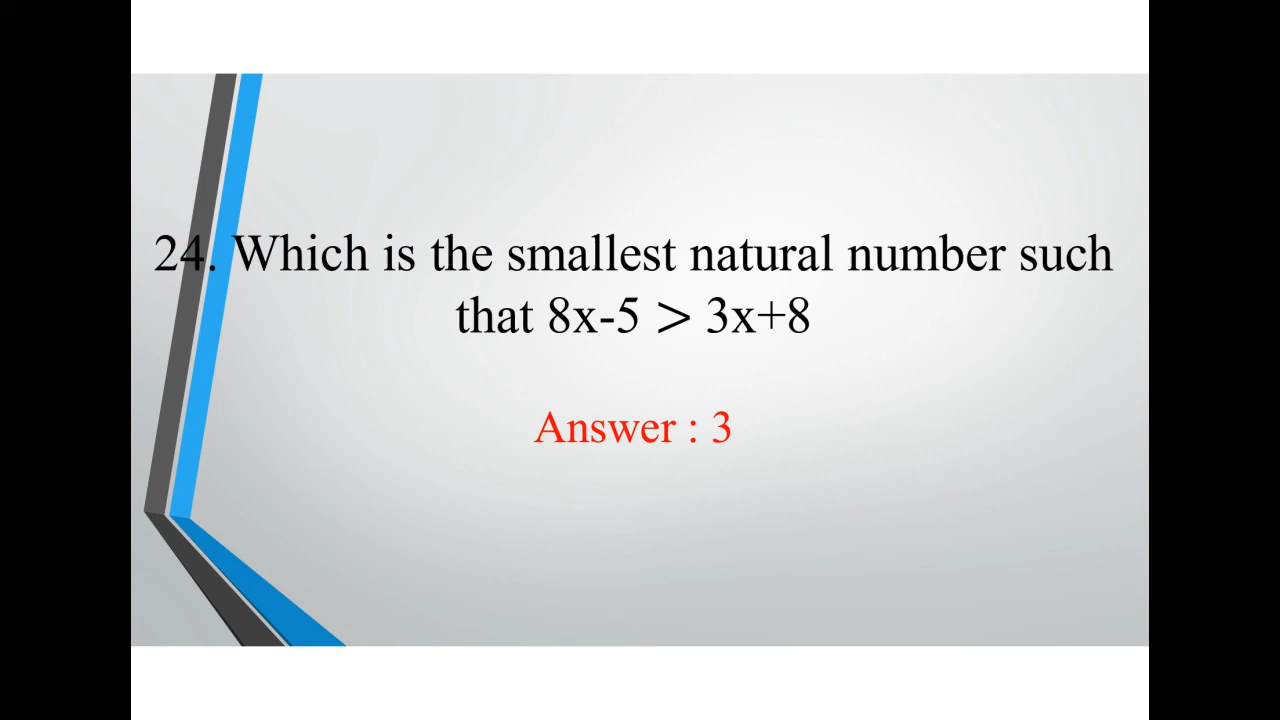 24. Which is the smallest natural number such
that 8x-5 > 3x+8
Answer : 3